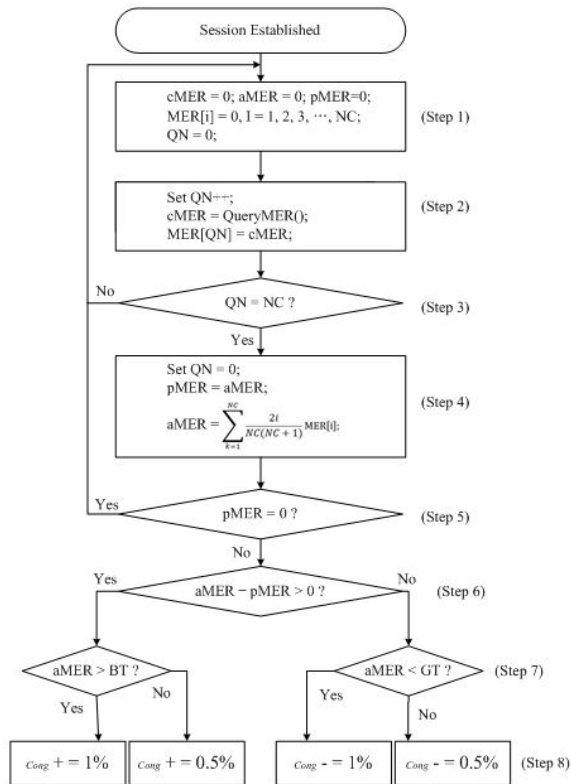 Session Established
cMER = 0; aMER = 0; pMER=0;
MER[i] = 0, I = 1, 2, 3, ⋯, NC;
QN = 0;
(Step 1)
Set QN++;
cMER = QueryMER();
MER[QN] = cMER;
(Step 2)
No
QN = NC ?
(Step 3)
Yes
Set QN = 0;
pMER = aMER;
aMER = ∑_{k=1}^{NC} 2i/NC(NC + 1) MER[i];
(Step 4)
Yes
pMER = 0 ?
(Step 5)
No
Yes
aMER − pMER > 0 ?
No
(Step 6)
aMER > BT ?
aMER < GT ?
(Step 7)
Yes
No
Yes
No
Cong + = 1%
Cong + = 0.5%
Cong - = 1%
Cong - = 0.5%
(Step 8)